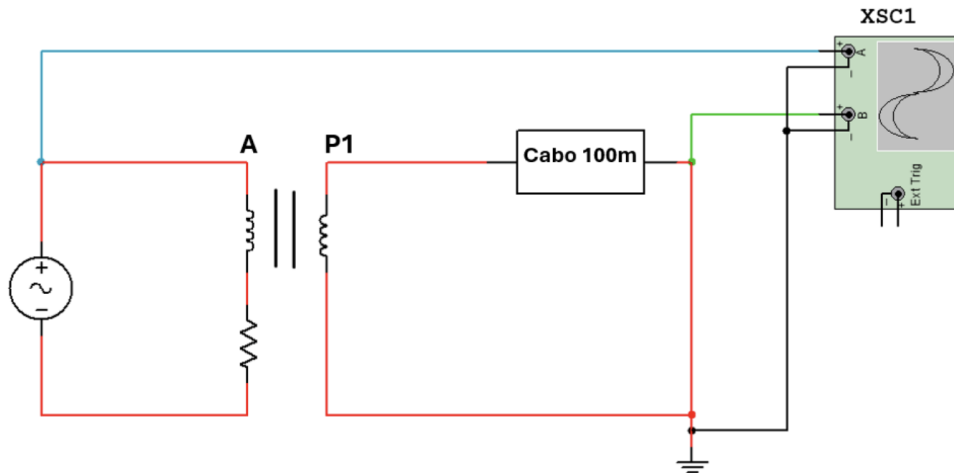 XSC1
A
B
Ext Trig
A
P1
Cabo 100m